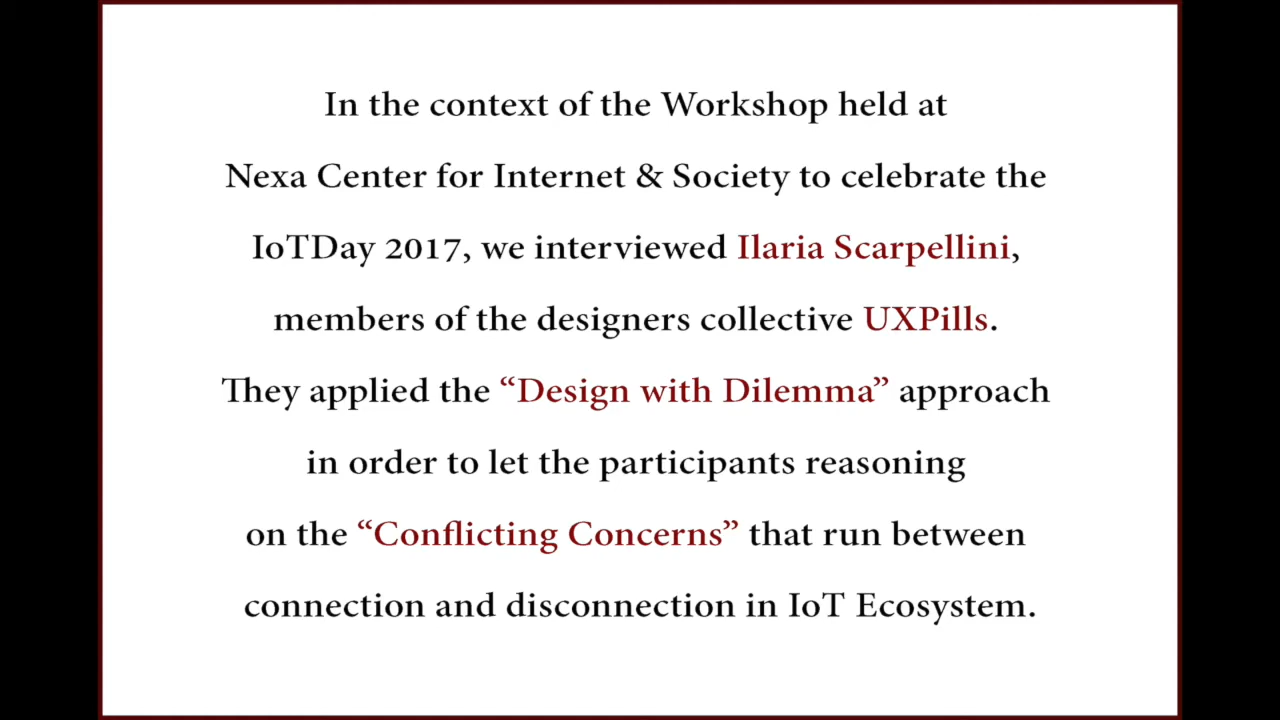 In the context of the Workshop held at
Nexa Center for Internet & Society to celebrate the
IoTDay 2017, we interviewed Ilaria Scarpellini,
members of the designers collective UXPills.
They applied the “Design with Dilemma” approach
in order to let the participants reasoning
on the “Conflicting Concerns” that run between
connection and disconnection in IoT Ecosystem.